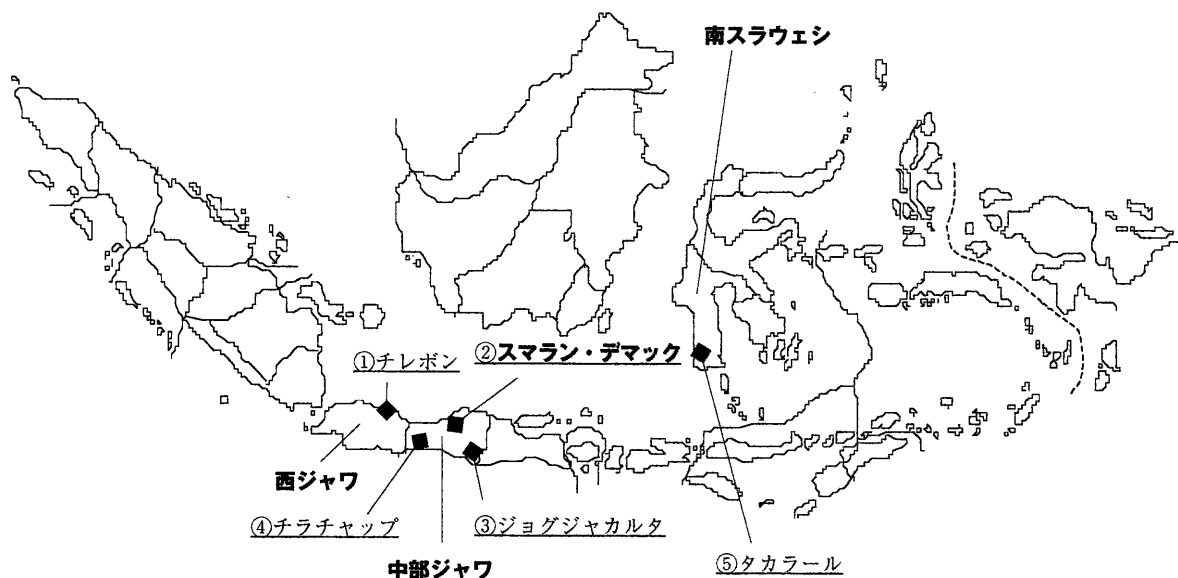 南スラウェシ
①チレボン
②スマラン・デマック
西ジャワ
④チラチャップ
③ジョグジャカルタ
⑤タカラール
中部ジャワ